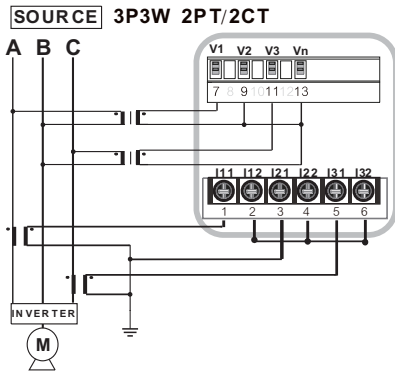 SOURCE 3P3W 2PT/2CT
A B C
V1 V2 V3 Vn
7 8 9 10 11 12 13
I11 I12 I21 I22 I31 I32
1 2 3 4 5 6
INVERTER
M